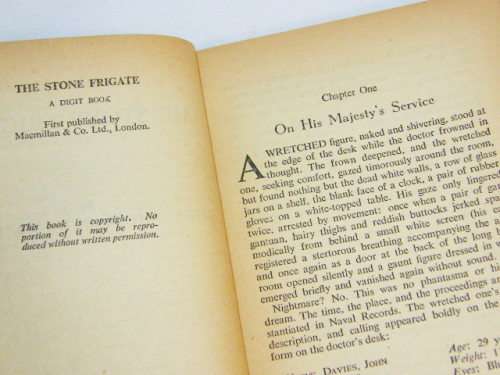 THE STONE FRIGATE
A DIGIT BOOK
First published by
Macmillan & Co. Ltd., London.
This book is copyright. No
portion of it may be repro-
duced without written permission.
Chapter One
On His Majesty's Service
A WRETCHED figure, naked and shivering, stood at
the edge of the desk while the doctor frowned in
thought. The frown deepened, and the wretched
one, seeking comfort, gazed timorously around the room,
but found nothing but the dead white walls, a row of glass
jars on a shelf, the blank face of a clock, a pair of rubber
gloves on a white-topped table. His gaze only lingered
twice, arrested by movement: once when a pair of gar-
gantuan, hairy thighs and reddish buttocks jerked spas-
modically from behind a small white screen (his ears
registered a stertorous breathing accompanying the
and once again as a door at the back of the long b
room opened silently and a gaunt figure dressed in
emerged briefly and vanished again without sound.
Nightmare? No. This was no phantasma or h
dream. The time, the place, and the proceedings ar
stantiated in Naval Records. The wretched one's
description, and calling appeared boldly on the
form on the doctor's desk:
DAVIES, JOHN
Age: 29 y
Weight:
Eyes: Bl